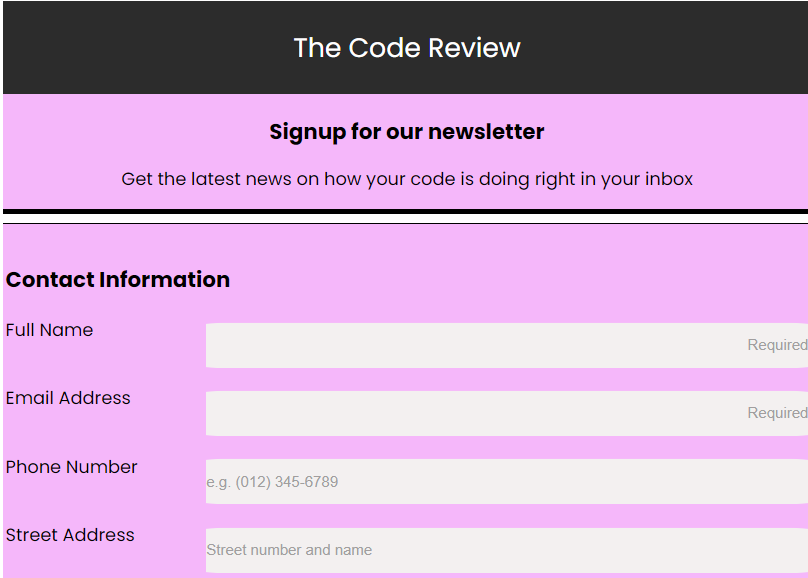 The Code Review
Signup for our newsletter
Get the latest news on how your code is doing right in your inbox
Contact Information
Full Name
Required
Email Address
Required
Phone Number
e.g. (012) 345-6789
Street Address
Street number and name